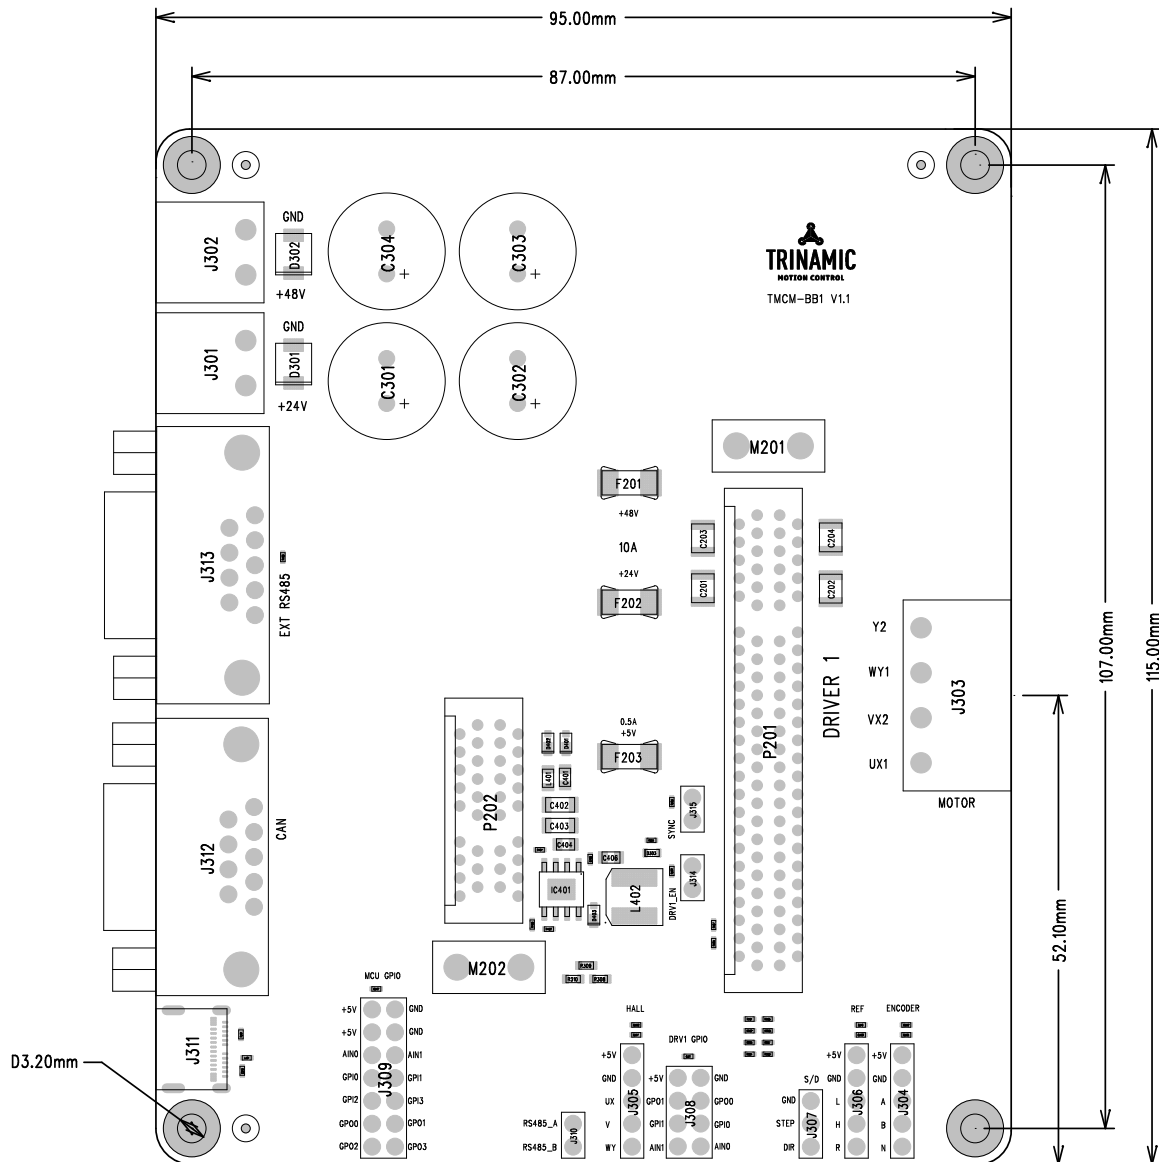 95.00mm
87.00mm
GND
J302
D302
C304
C303
+48V
TRINAMIC
MOTION CONTROL
TMCM-BB1 V1.1
GND
J301
D301
C301
C302
+24V
M201
F201
+48V
J313
EXT RS485
10A
C203
C204
+24V
C201
C202
F202
Y2
WY1
VX2
UX1
J303
MOTOR
DRIVER 1
P201
107.00mm
115.00mm
0.5A
+5V
F203
L401
C401
P202
C402
C403
C404
J315
SYNC
J312
CAN
C406
IC401
L402
J314
DRV1_EN
52.10mm
M202
MCU GPIO
+5V
GND
+5V
GND
AIN0
AIN1
GPI0
GPI1
GPI2
GPI3
GPO0
GPO1
GPO2
GPO3
J309
J311
D3.20mm
RS485_A
RS485_B
J310
HALL
+5V
GND
UX
V
WY
J305
DRV1 GPIO
+5V
GND
GPO1
GPO0
GPI1
GPI0
AIN1
AIN0
J308
S/D
GND
STEP
DIR
J307
REF
+5V
GND
L
H
R
J306
ENCODER
+5V
GND
A
B
N
J304